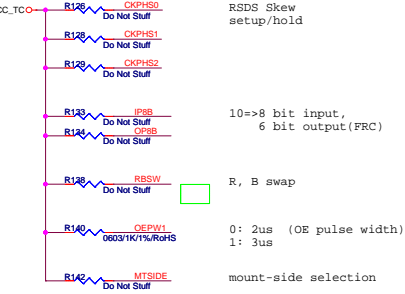 R126 CKPHS0 RSDS Skew
CC_TC Do Not Stuff setup/hold
R128 CKPHS1
Do Not Stuff
R129 CKPHS2
Do Not Stuff
R133 IP8B 10=>8 bit input,
Do Not Stuff 6 bit output(FRC)
R134 OP8B
Do Not Stuff
R138 RBSW R, B swap
Do Not Stuff
R140 OEPW1 0: 2us (OE pulse width)
0603/1K/1%/RoHS 1: 3us
R142 MTSIDE mount-side selection
Do Not Stuff